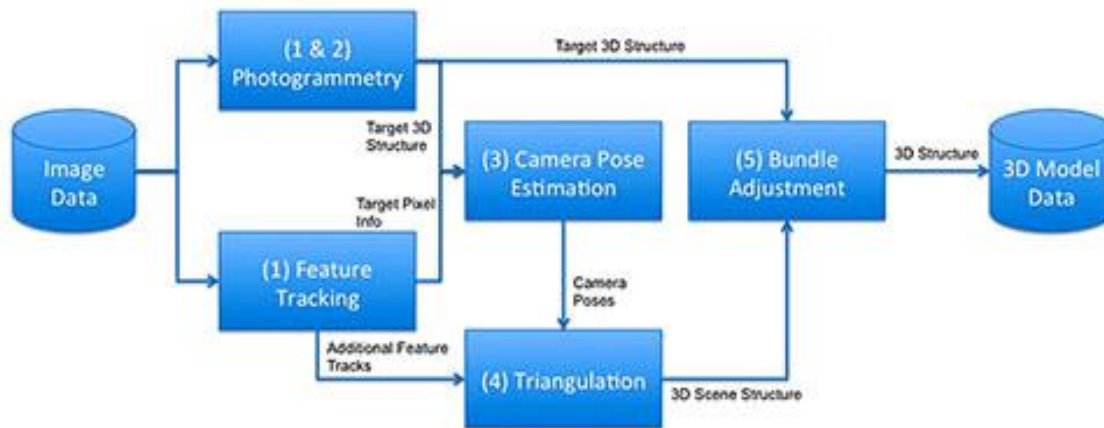 (1 & 2)
Photogrammetry
Target 3D Structure
Image
Data
Target 3D
Structure
(3) Camera Pose
Estimation
(5) Bundle
Adjustment
3D Structure
3D Model
Data
Target Pixel
Info
(1) Feature
Tracking
Camera
Poses
Additional Feature
Tracks
(4) Triangulation
3D Scene Structure